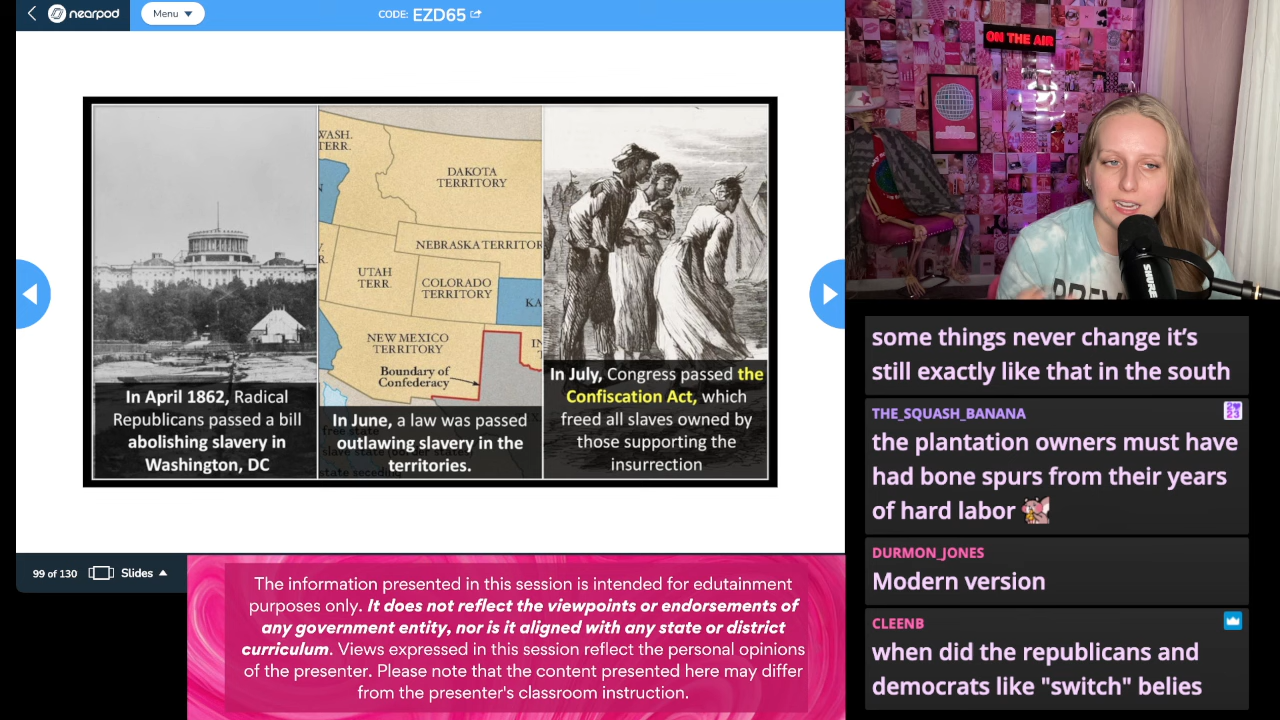 nearpod
Menu
CODE: EZD65
ON THE AIR
WASH.
TERR.
DAKOTA
TERRITORY
NEBRASKA TERRITOR
UTAH
TERR.
COLORADO
TERRITORY
KA
NEW MEXICO
TERRITORY
Boundary of
Confederacy
In April 1862, Radical
Republicans passed a bill
abolishing slavery in
Washington, DC
In June, a law was passed
outlawing slavery in the
territories.
In July, Congress passed the
Confiscation Act, which
freed all slaves owned by
those supporting the
insurrection
99 of 130
Slides
The information presented in this session is intended for edutainment
purposes only. It does not reflect the viewpoints or endorsements of
any government entity, nor is it aligned with any state or district
curriculum. Views expressed in this session reflect the personal opinions
of the presenter. Please note that the content presented here may differ
from the presenter's classroom instruction.
SHURE
some things never change it's
still exactly like that in the south
THE_SQUASH_BANANA
the plantation owners must have
had bone spurs from their years
of hard labor
DURMON_JONES
Modern version
CLEENB
when did the republicans and
democrats like "switch" belies